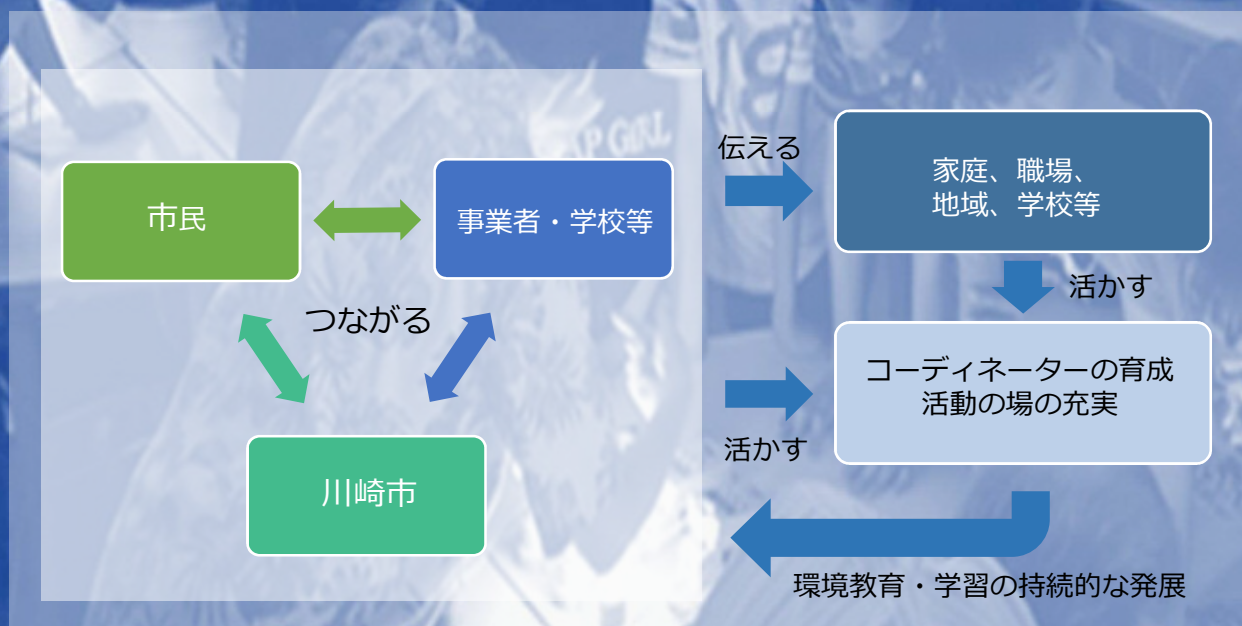 市民
事業者・学校等
つながる
川崎市
伝える
家庭、職場、
地域、学校等
活かす
コーディネーターの育成
活動の場の充実
活かす
環境教育・学習の持続的な発展